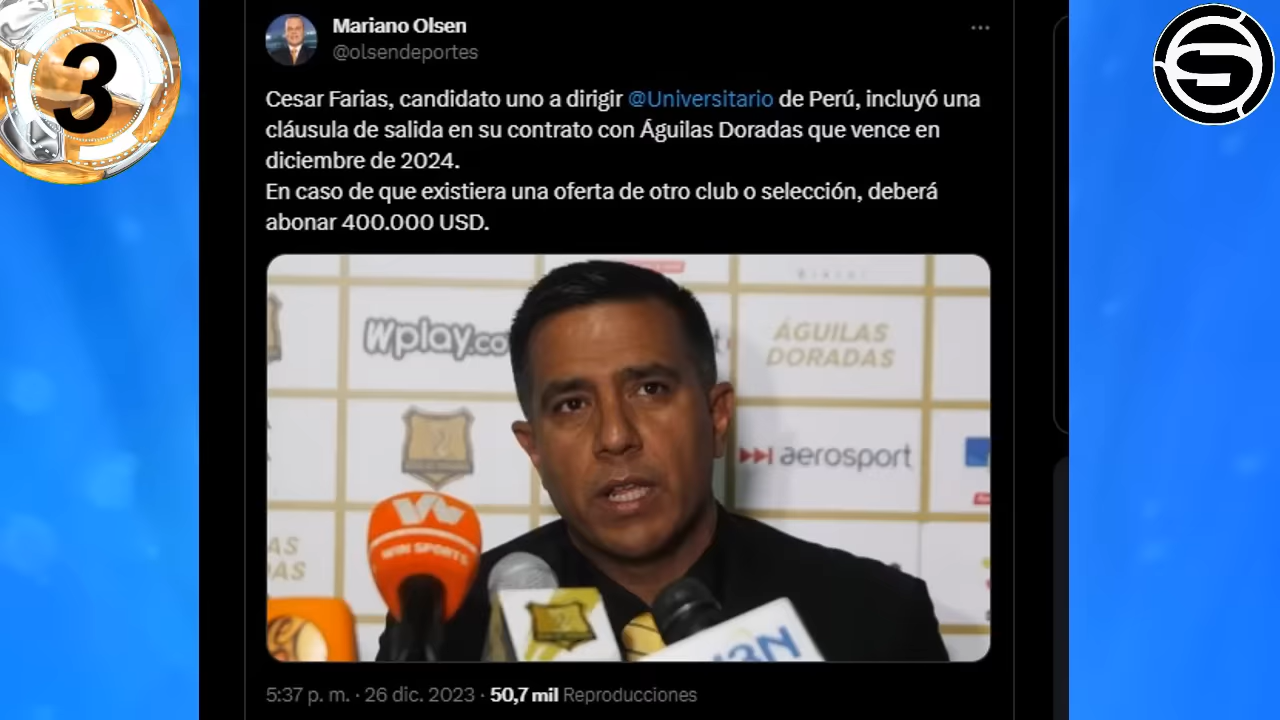 3
Mariano Olsen
@olsendeportes
Cesar Farias, candidato uno a dirigir @Universitario de Perú, incluyó una
cláusula de salida en su contrato con Águilas Doradas que vence en
diciembre de 2024.
En caso de que existiera una oferta de otro club o selección, deberá
abonar 400.000 USD.
Wplay.co
ÁGUILAS
DORADAS
aerosport
WIN SPORTS
5:37 p. m. · 26 dic. 2023 · 50,7 mil Reproducciones